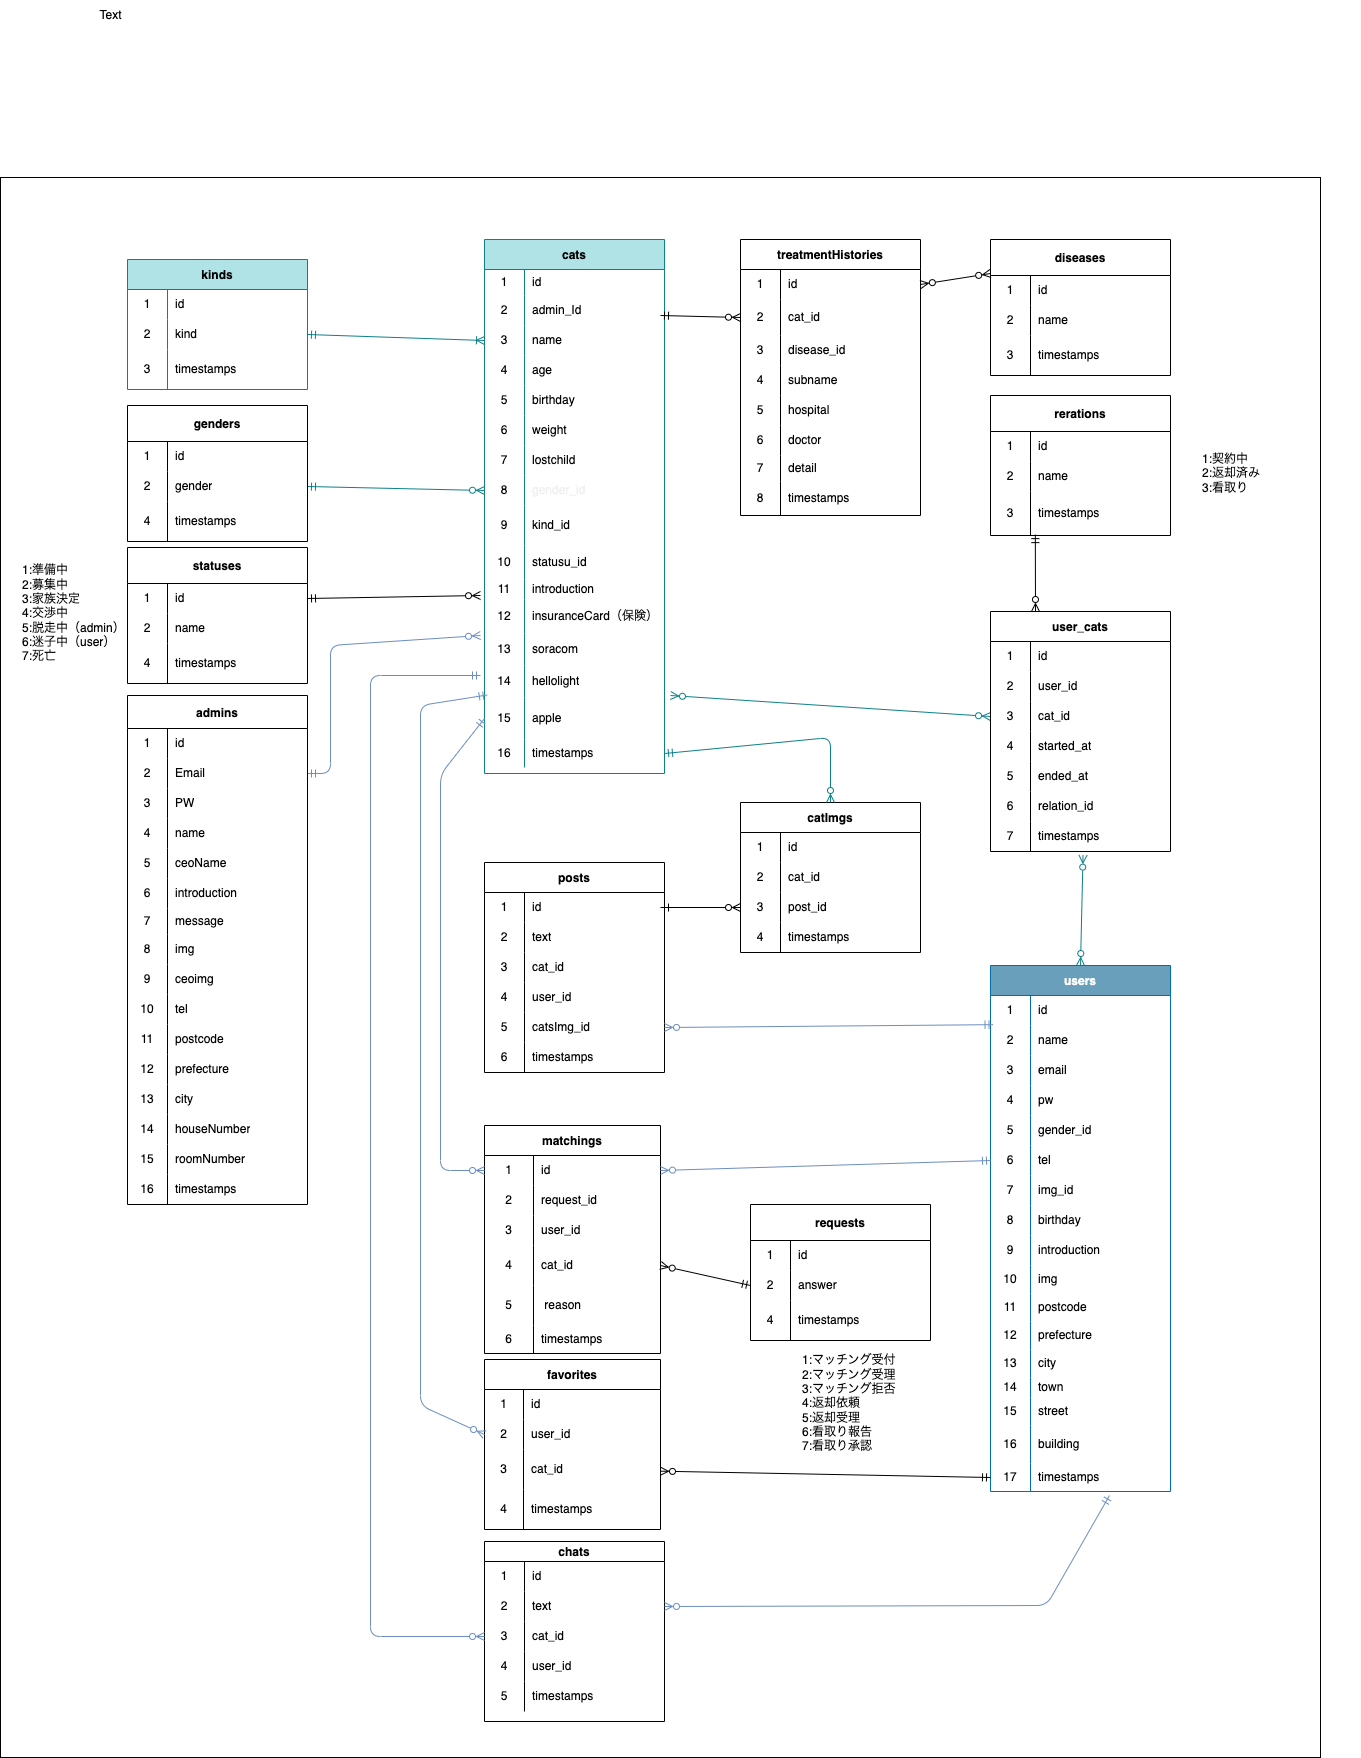 Text
kinds
1 id
2 kind
3 timestamps
genders
1 id
2 gender
4 timestamps
statuses
1 id
2 name
4 timestamps
1:準備中
2:募集中
3:家族決定
4:交渉中
5:脱走中（admin）
6:迷子中（user）
7:死亡
admins
1 id
2 Email
3 PW
4 name
5 ceoName
6 introduction
7 message
8 img
9 ceoimg
10 tel
11 postcode
12 prefecture
13 city
14 houseNumber
15 roomNumber
16 timestamps
cats
1 id
2 admin_Id
3 name
4 age
5 birthday
6 weight
7 lostchild
8 gender_id
9 kind_id
10 statusu_id
11 introduction
12 insuranceCard（保険）
13 soracom
14 hellolight
15 apple
16 timestamps
posts
1 id
2 text
3 cat_id
4 user_id
5 catsImg_id
6 timestamps
matchings
1 id
2 request_id
3 user_id
4 cat_id
5 reason
6 timestamps
favorites
1 id
2 user_id
3 cat_id
4 timestamps
chats
1 id
2 text
3 cat_id
4 user_id
5 timestamps
treatmentHistories
1 id
2 cat_id
3 disease_id
4 subname
5 hospital
6 doctor
7 detail
8 timestamps
catImgs
1 id
2 cat_id
3 post_id
4 timestamps
requests
1 id
2 answer
4 timestamps
1:マッチング受付
2:マッチング受理
3:マッチング拒否
4:返却依頼
5:返却受理
6:看取り報告
7:看取り承認
diseases
1 id
2 name
3 timestamps
rerations
1 id
2 name
3 timestamps
1:契約中
2:返却済み
3:看取り
user_cats
1 id
2 user_id
3 cat_id
4 started_at
5 ended_at
6 relation_id
7 timestamps
users
1 id
2 name
3 email
4 pw
5 gender_id
6 tel
7 img_id
8 birthday
9 introduction
10 img
11 postcode
12 prefecture
13 city
14 town
15 street
16 building
17 timestamps